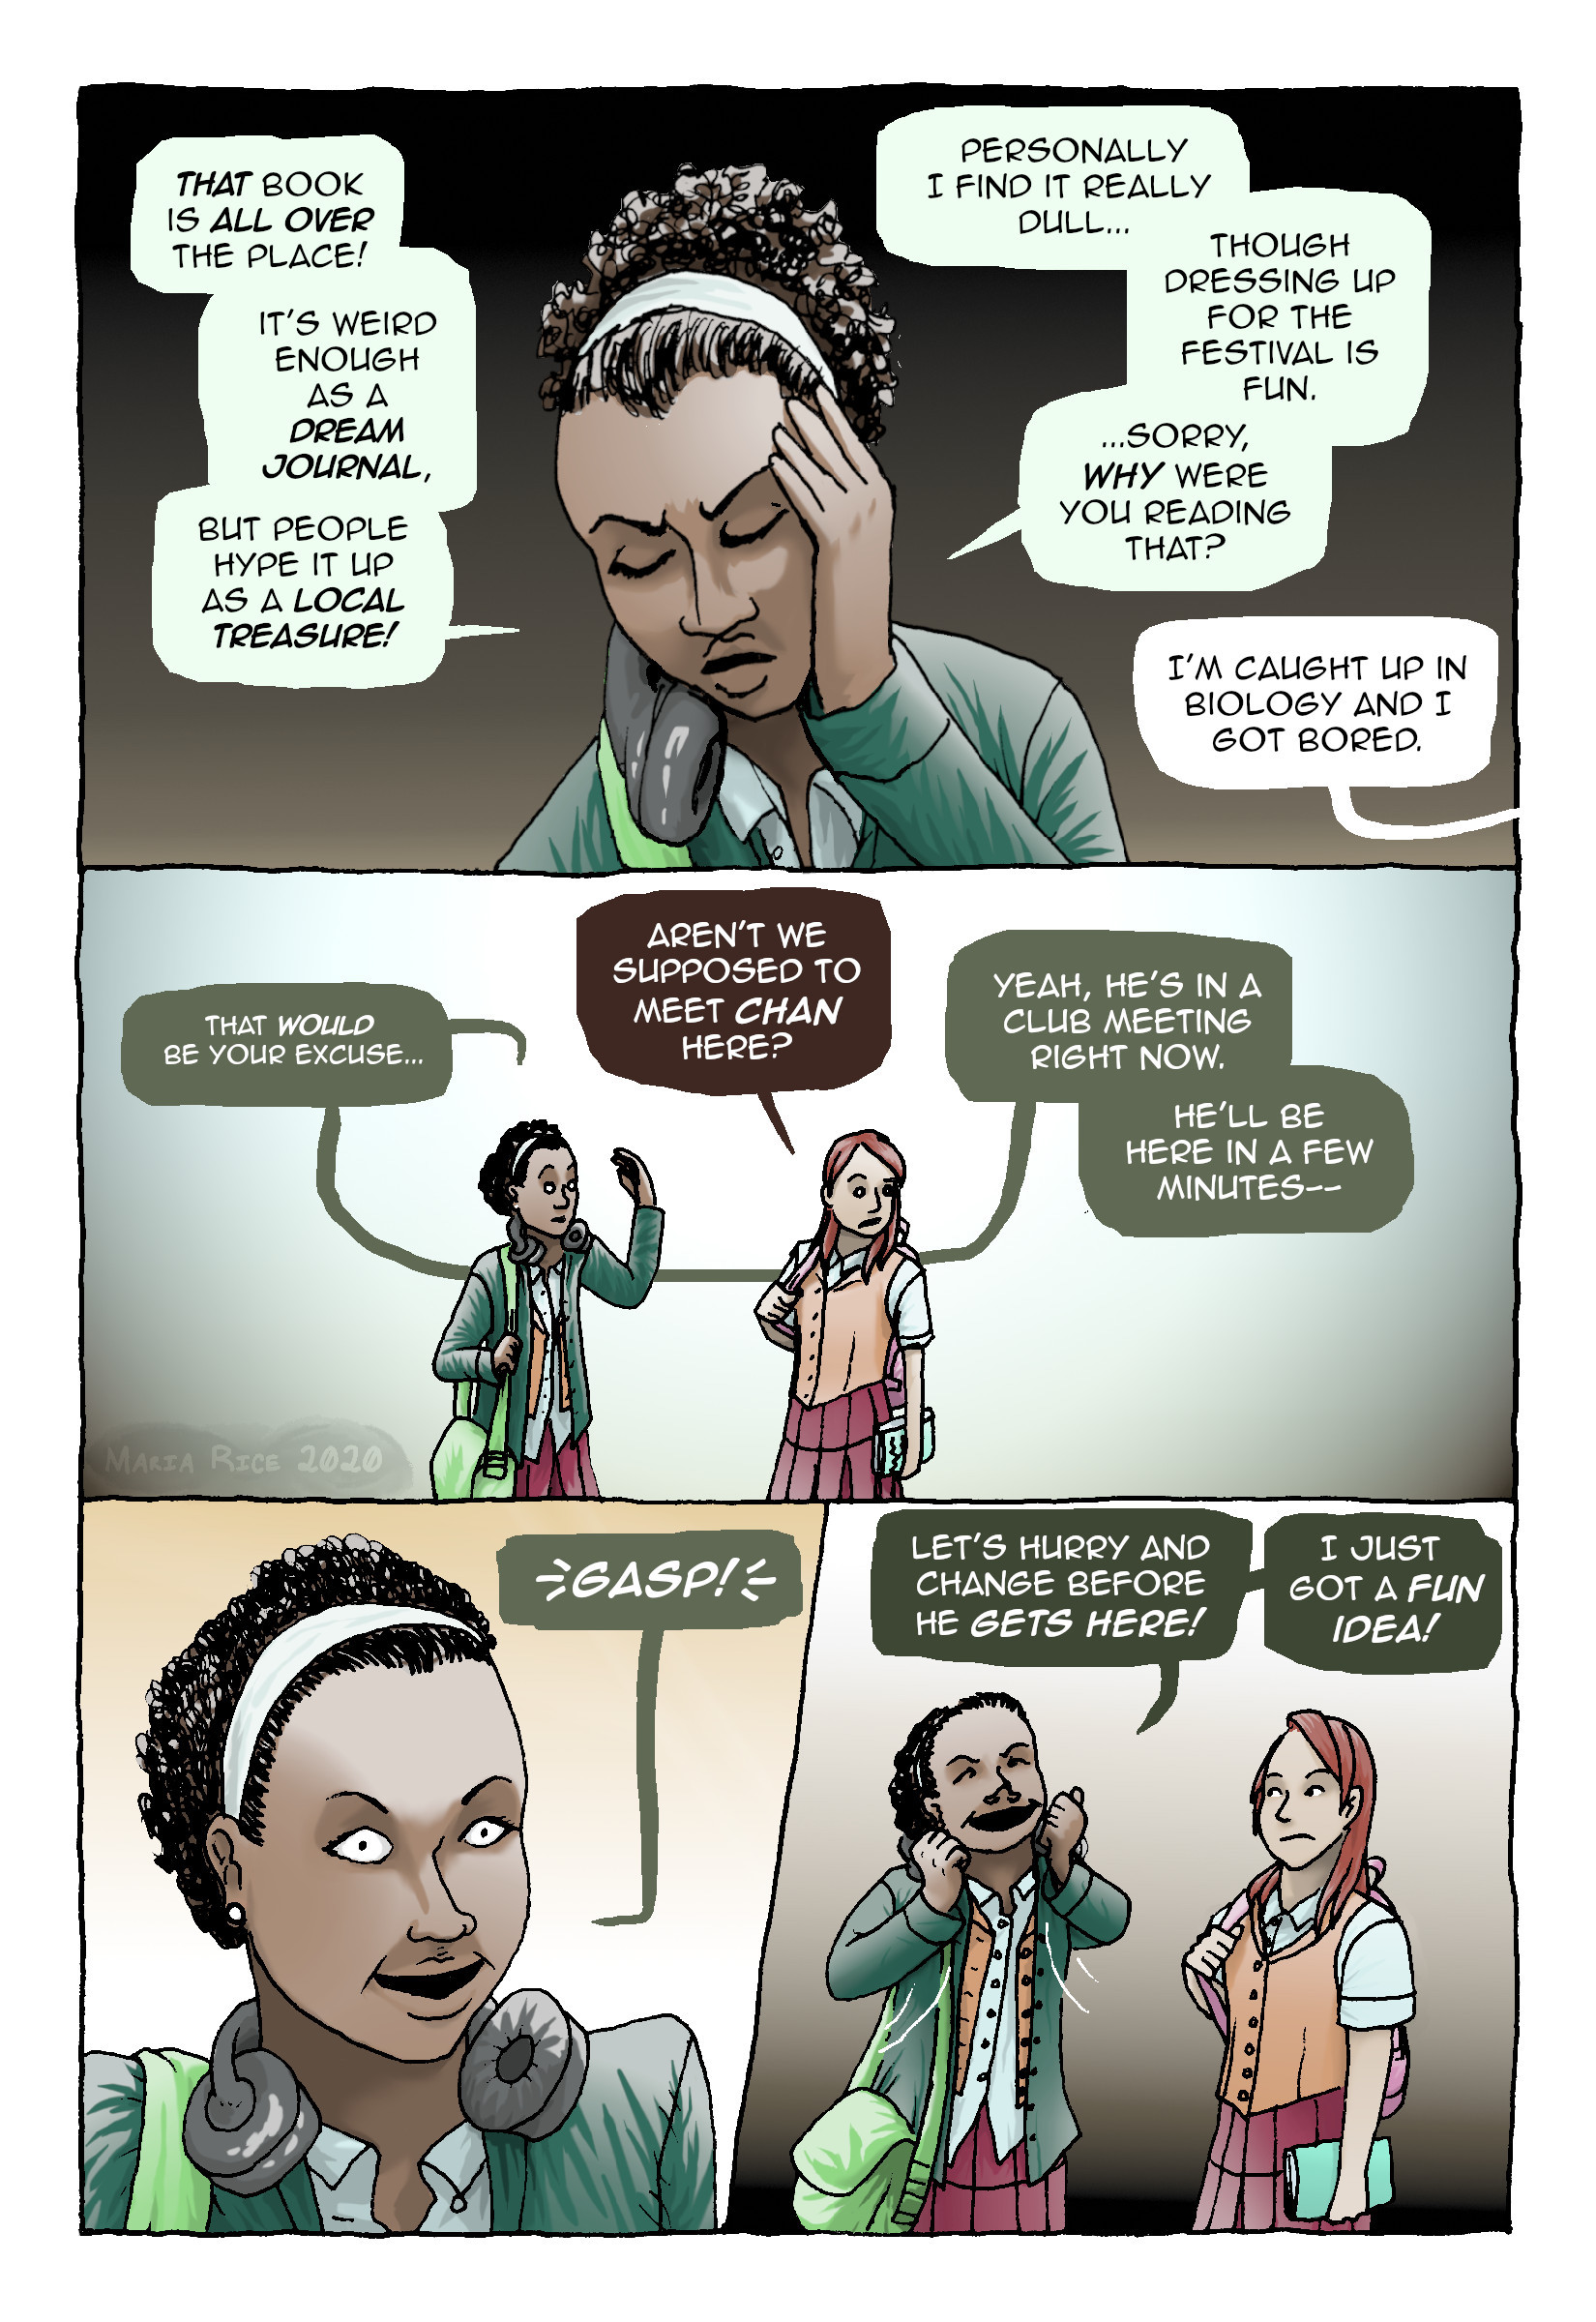 THAT BOOK
IS ALL OVER
THE PLACE!
IT'S WEIRD
ENOUGH
AS A
DREAM
JOURNAL,
BUT PEOPLE
HYPE IT UP
AS A LOCAL
TREASURE!
PERSONALLY
I FIND IT REALLY
DULL...
THOUGH
DRESSING UP
FOR THE
FESTIVAL IS
FUN.
...SORRY,
WHY WERE
YOU READING
THAT?
I'M CAUGHT UP IN
BIOLOGY AND I
GOT BORED.
THAT WOULD
BE YOUR EXCUSE...
AREN'T WE
SUPPOSED TO
MEET CHAN
HERE?
YEAH, HE'S IN A
CLUB MEETING
RIGHT NOW.
HE'LL BE
HERE IN A FEW
MINUTES--
MARIA RICE 2020
GASP!
LET'S HURRY AND
CHANGE BEFORE
HE GETS HERE!
I JUST
GOT A FUN
IDEA!